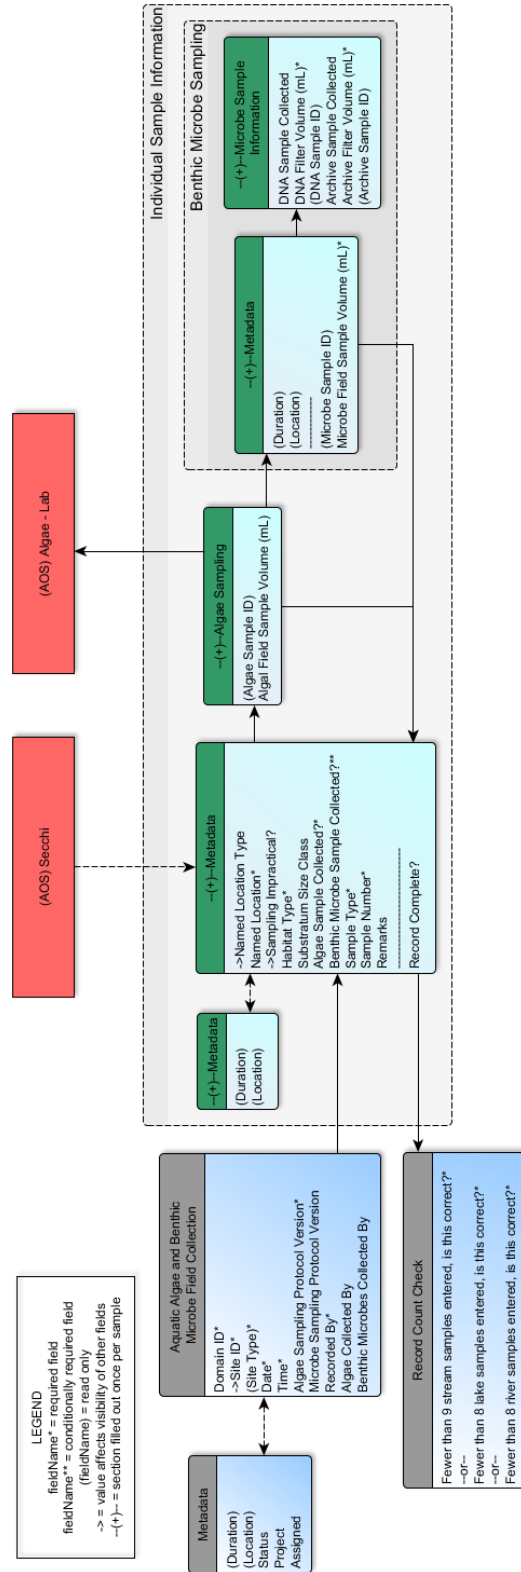 LEGEND
fieldName* = required field
fieldName** = conditionally required field
(fieldName) = read only
-> = value affects visibility of other fields
--(+)-- = section filled out once per sample
Metadata
(Duration)
(Location)
Status
Project
Assigned
Aquatic Algae and Benthic
Microbe Field Collection
Domain ID*
->Site ID*
(Site Type)*
Date*
Time*
Algae Sampling Protocol Version*
Microbe Sampling Protocol Version
Recorded By*
Algae Collected By
Benthic Microbes Collected By
Record Count Check
Fewer than 9 stream samples entered, is this correct?*
--or--
Fewer than 8 lake samples entered, is this correct?*
--or--
Fewer than 8 river samples entered, is this correct?*
(AOS) Secchi
(AOS) Algae - Lab
Individual Sample Information
--(+)--Metadata
(Duration)
(Location)
--(+)--Metadata
->Named Location Type
Named Location*
->Sampling Impractical?
Habitat Type*
Substratum Size Class
Algae Sample Collected?*
Benthic Microbe Sample Collected?**
Sample Type*
Sample Number*
Remarks
--------------------
Record Complete?
--(+)--Algae Sampling
(Algae Sample ID)
Algal Field Sample Volume (mL)
Benthic Microbe Sampling
--(+)--Metadata
(Duration)
(Location)
--------------
(Microbe Sample ID)
Microbe Field Sample Volume (mL)*
--(+)--Microbe Sample
Information
DNA Sample Collected
DNA Filter Volume (mL)*
(DNA Sample ID)
Archive Sample Collected
Archive Filter Volume (mL)*
(Archive Sample ID)